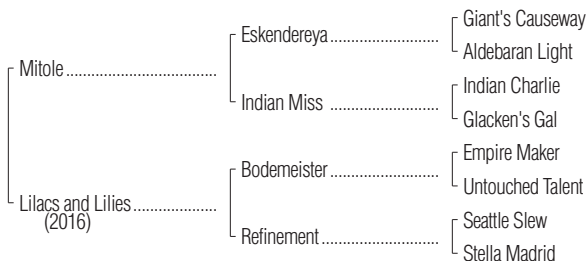 Giant's Causeway
Eskendereya
Aldebaran Light
Mitole
Indian Charlie
Indian Miss
Glacken's Gal
Empire Maker
Bodemeister
Untouched Talent
Lilacs and Lilies
(2016)
Seattle Slew
Refinement
Stella Madrid